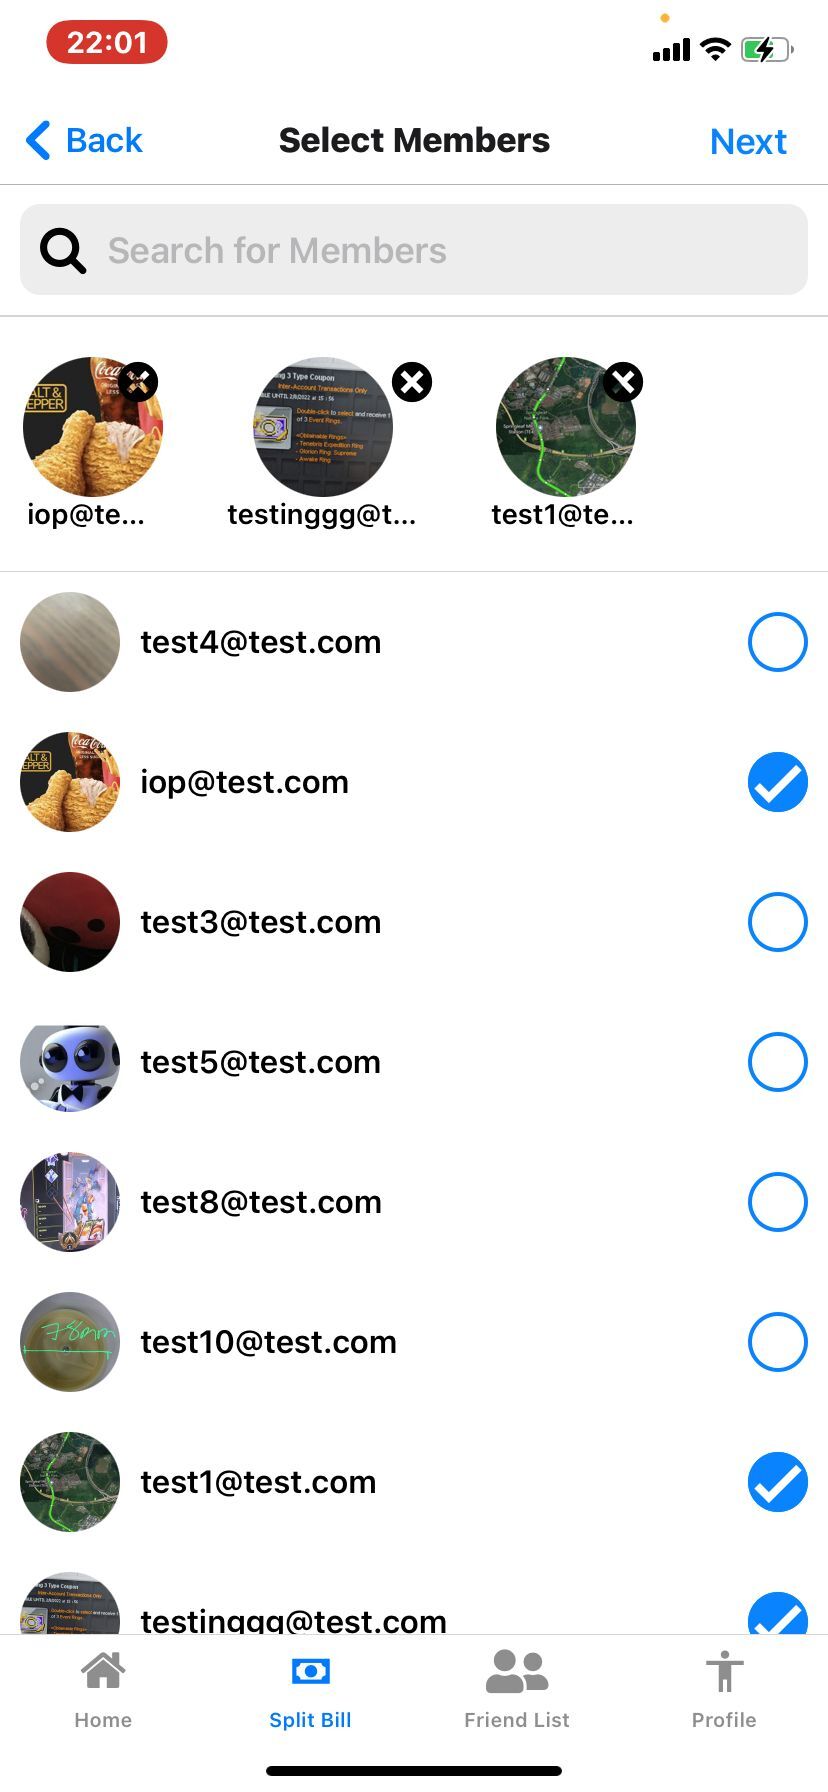 22:01
Back
Select Members
Next
Search for Members
iop@te...
testinggg@t...
test1@te...
test4@test.com
iop@test.com
test3@test.com
test5@test.com
test8@test.com
test10@test.com
test1@test.com
testinggg@test.com
Home
Split Bill
Friend List
Profile